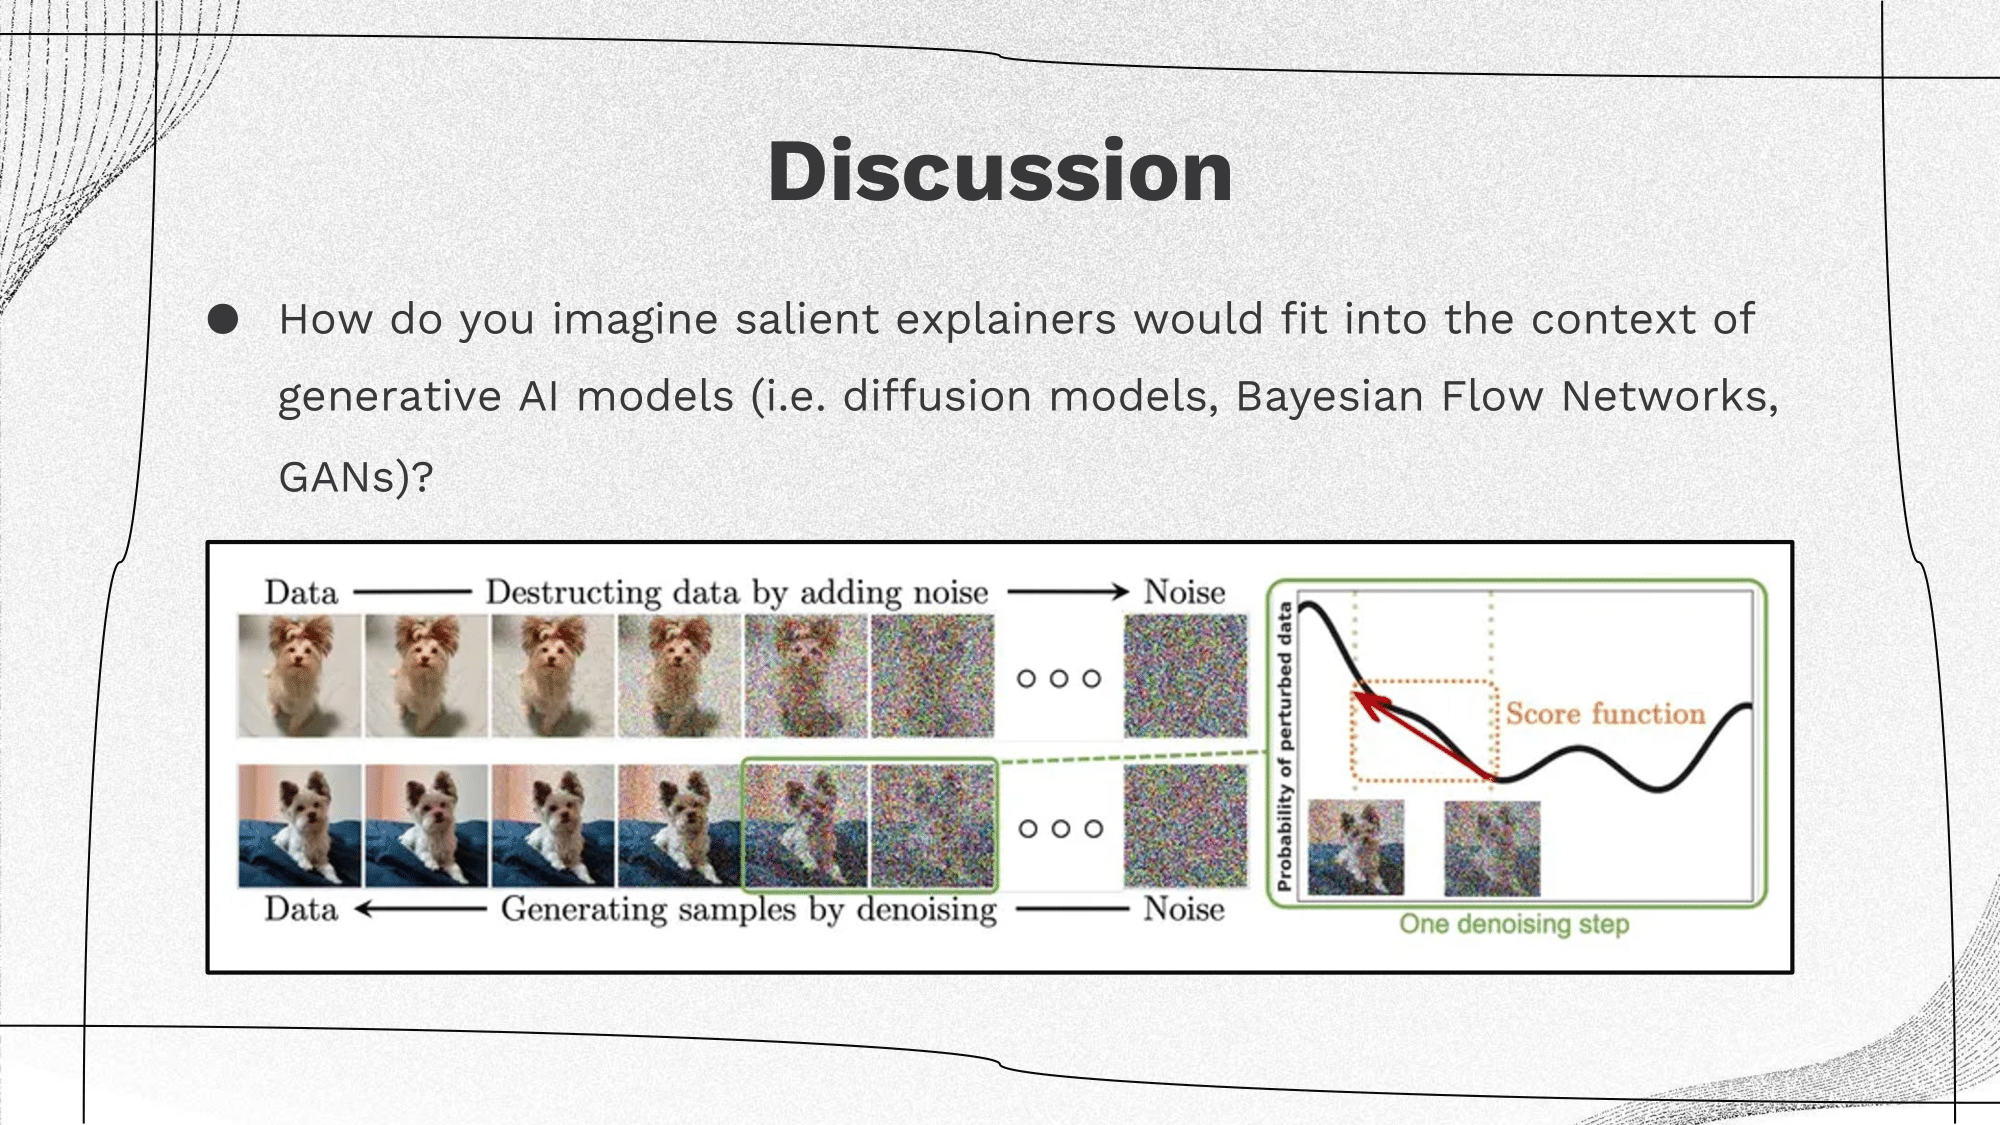 Discussion
● How do you imagine salient explainers would fit into the context of
generative AI models (i.e. diffusion models, Bayesian Flow Networks,
GANs)?
Data Destructing data by adding noise Noise
Probability of perturbed data
Score function
Data Generating samples by denoising Noise
One denoising step